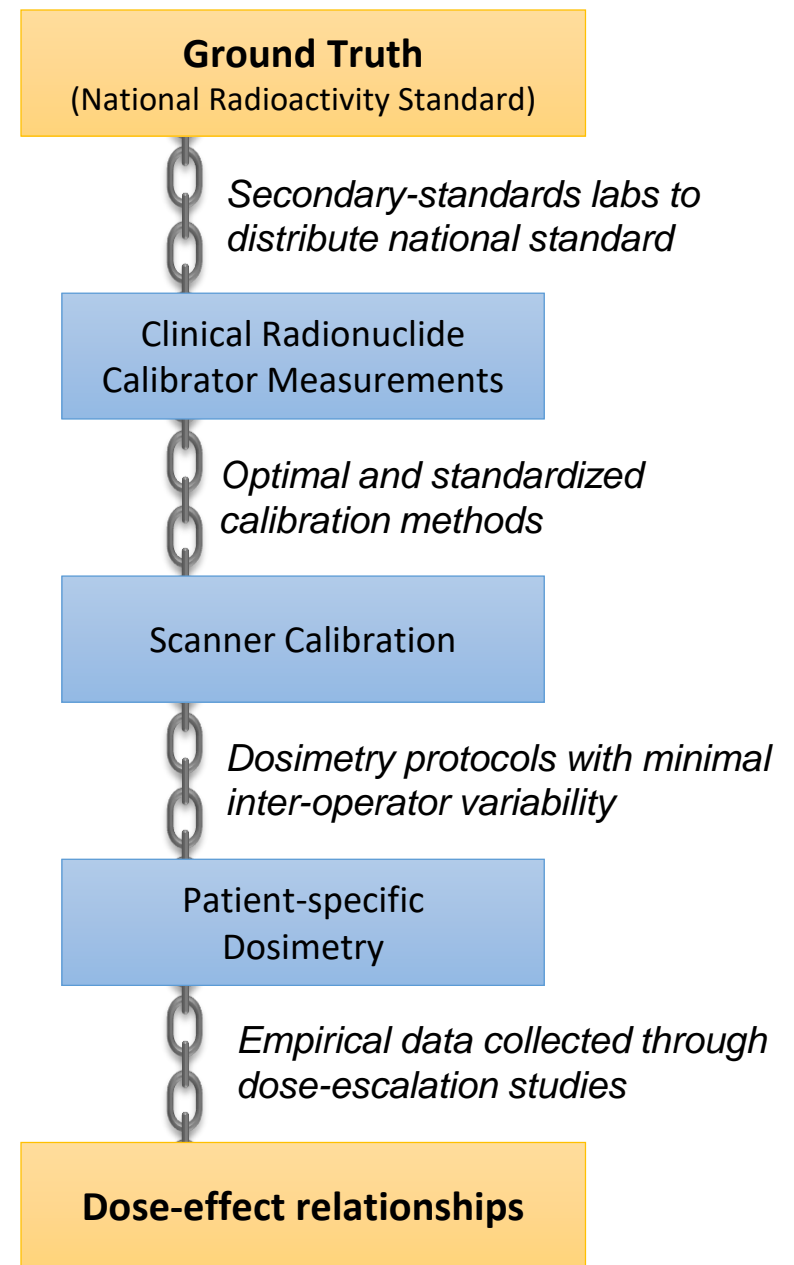 Ground Truth
(National Radioactivity Standard)
Secondary-standards labs to
distribute national standard
Clinical Radionuclide
Calibrator Measurements
Optimal and standardized
calibration methods
Scanner Calibration
Dosimetry protocols with minimal
inter-operator variability
Patient-specific
Dosimetry
Empirical data collected through
dose-escalation studies
Dose-effect relationships